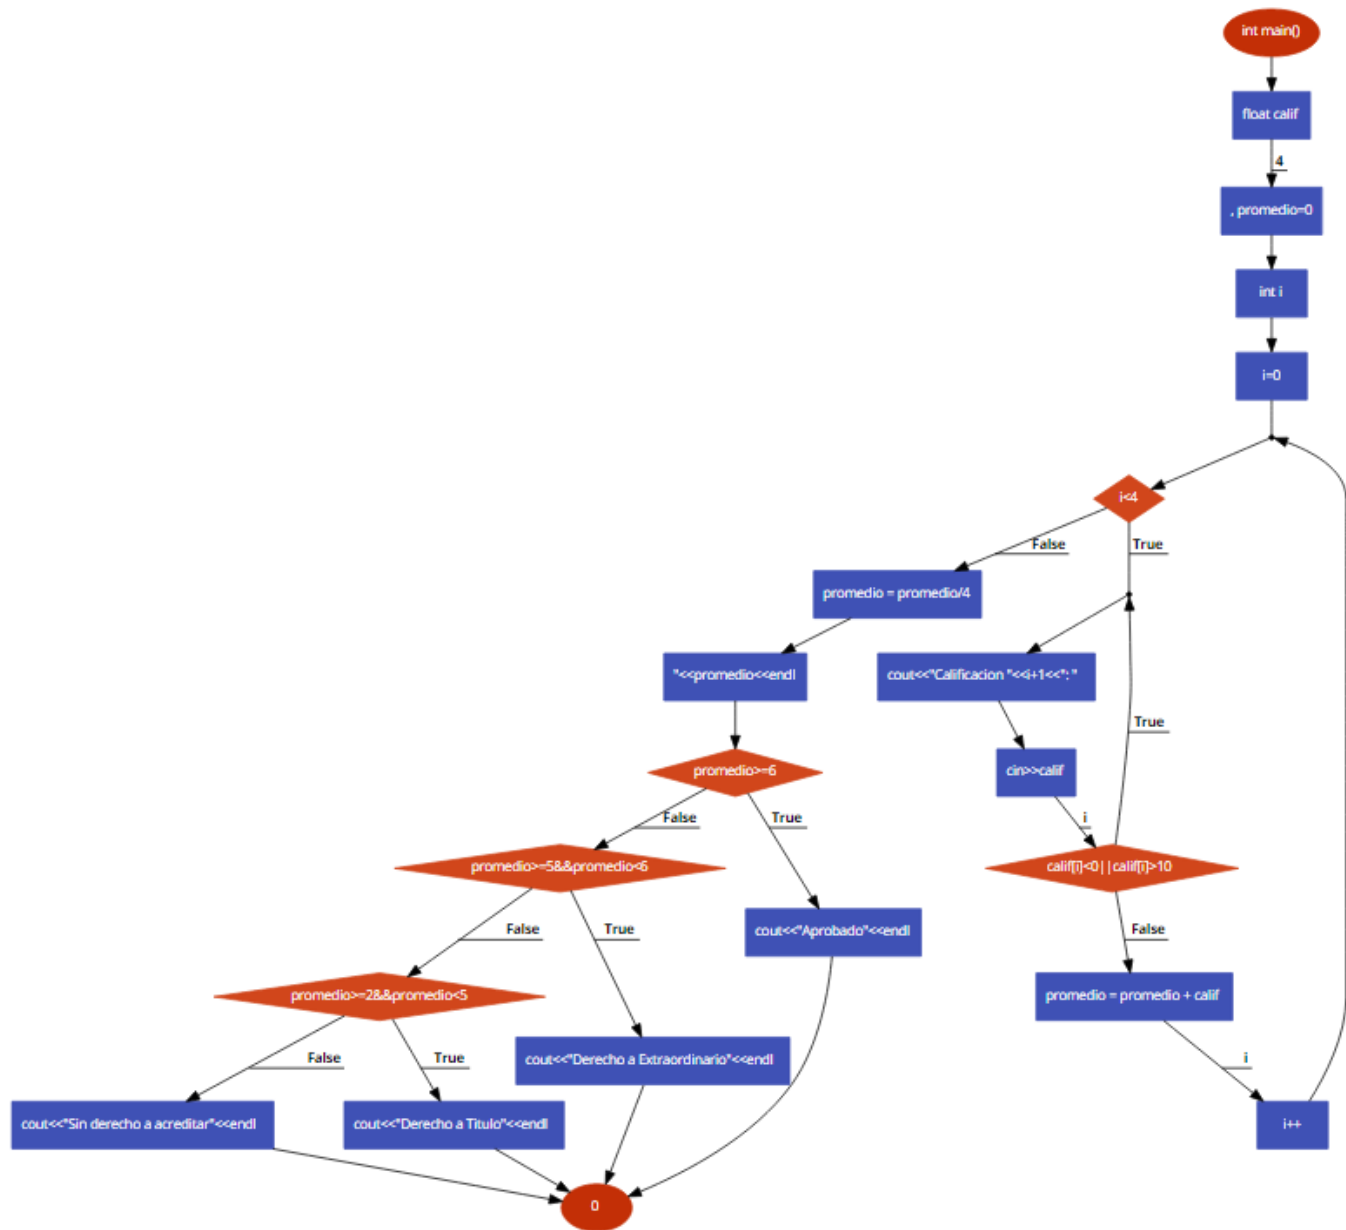 int main()
float calif
4
, promedio=0
int i
i=0
i<4
False
True
promedio = promedio/4
"<<promedio<<endl
cout<<"Calificacion "<<i+1<<": "
True
promedio>=6
cin>>calif
False
True
i
promedio>=5&&promedio<6
calif[i]<0||calif[i]>10
False
True
cout<<"Aprobado"<<endl
False
promedio>=2&&promedio<5
promedio = promedio + calif
False
True
cout<<"Derecho a Extraordinario"<<endl
i
cout<<"Sin derecho a acreditar"<<endl
cout<<"Derecho a Titulo"<<endl
i++
0